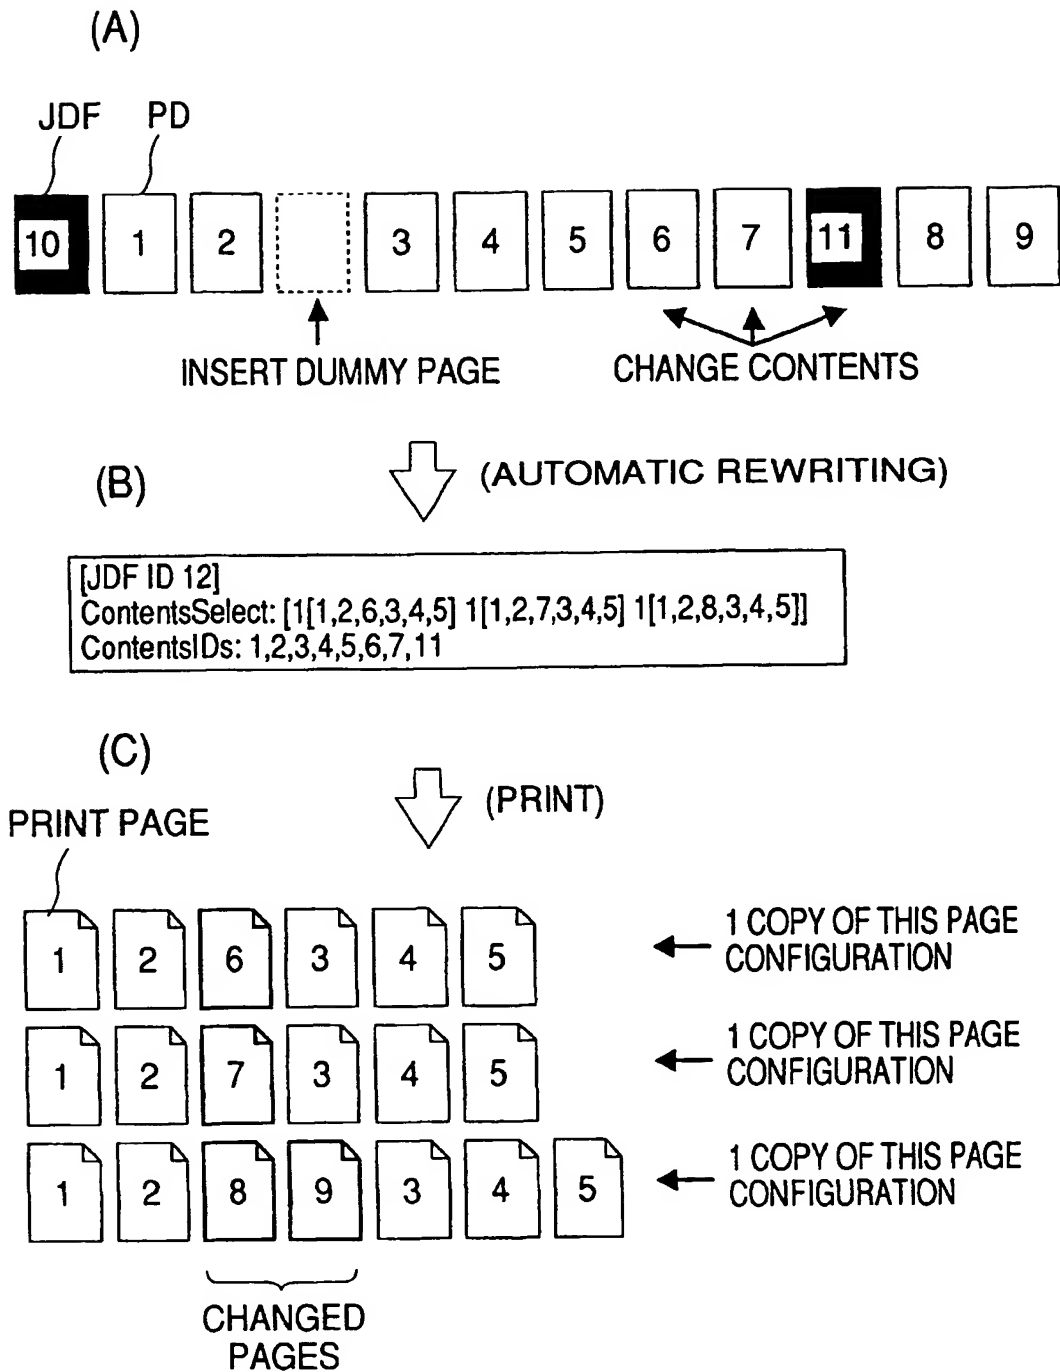 (A)
JDF PD
10 1 2 3 4 5 6 7 11 8 9
INSERT DUMMY PAGE CHANGE CONTENTS
(B) (AUTOMATIC REWRITING)
[JDF ID 12]
ContentsSelect: [1[1,2,6,3,4,5] 1[1,2,7,3,4,5] 1[1,2,8,3,4,5]]
ContentsIDs: 1,2,3,4,5,6,7,11
(C)
(PRINT)
PRINT PAGE
1 2 6 3 4 5
1 COPY OF THIS PAGE
CONFIGURATION
1 2 7 3 4 5
1 COPY OF THIS PAGE
CONFIGURATION
1 2 8 9 3 4 5
1 COPY OF THIS PAGE
CONFIGURATION
CHANGED
PAGES